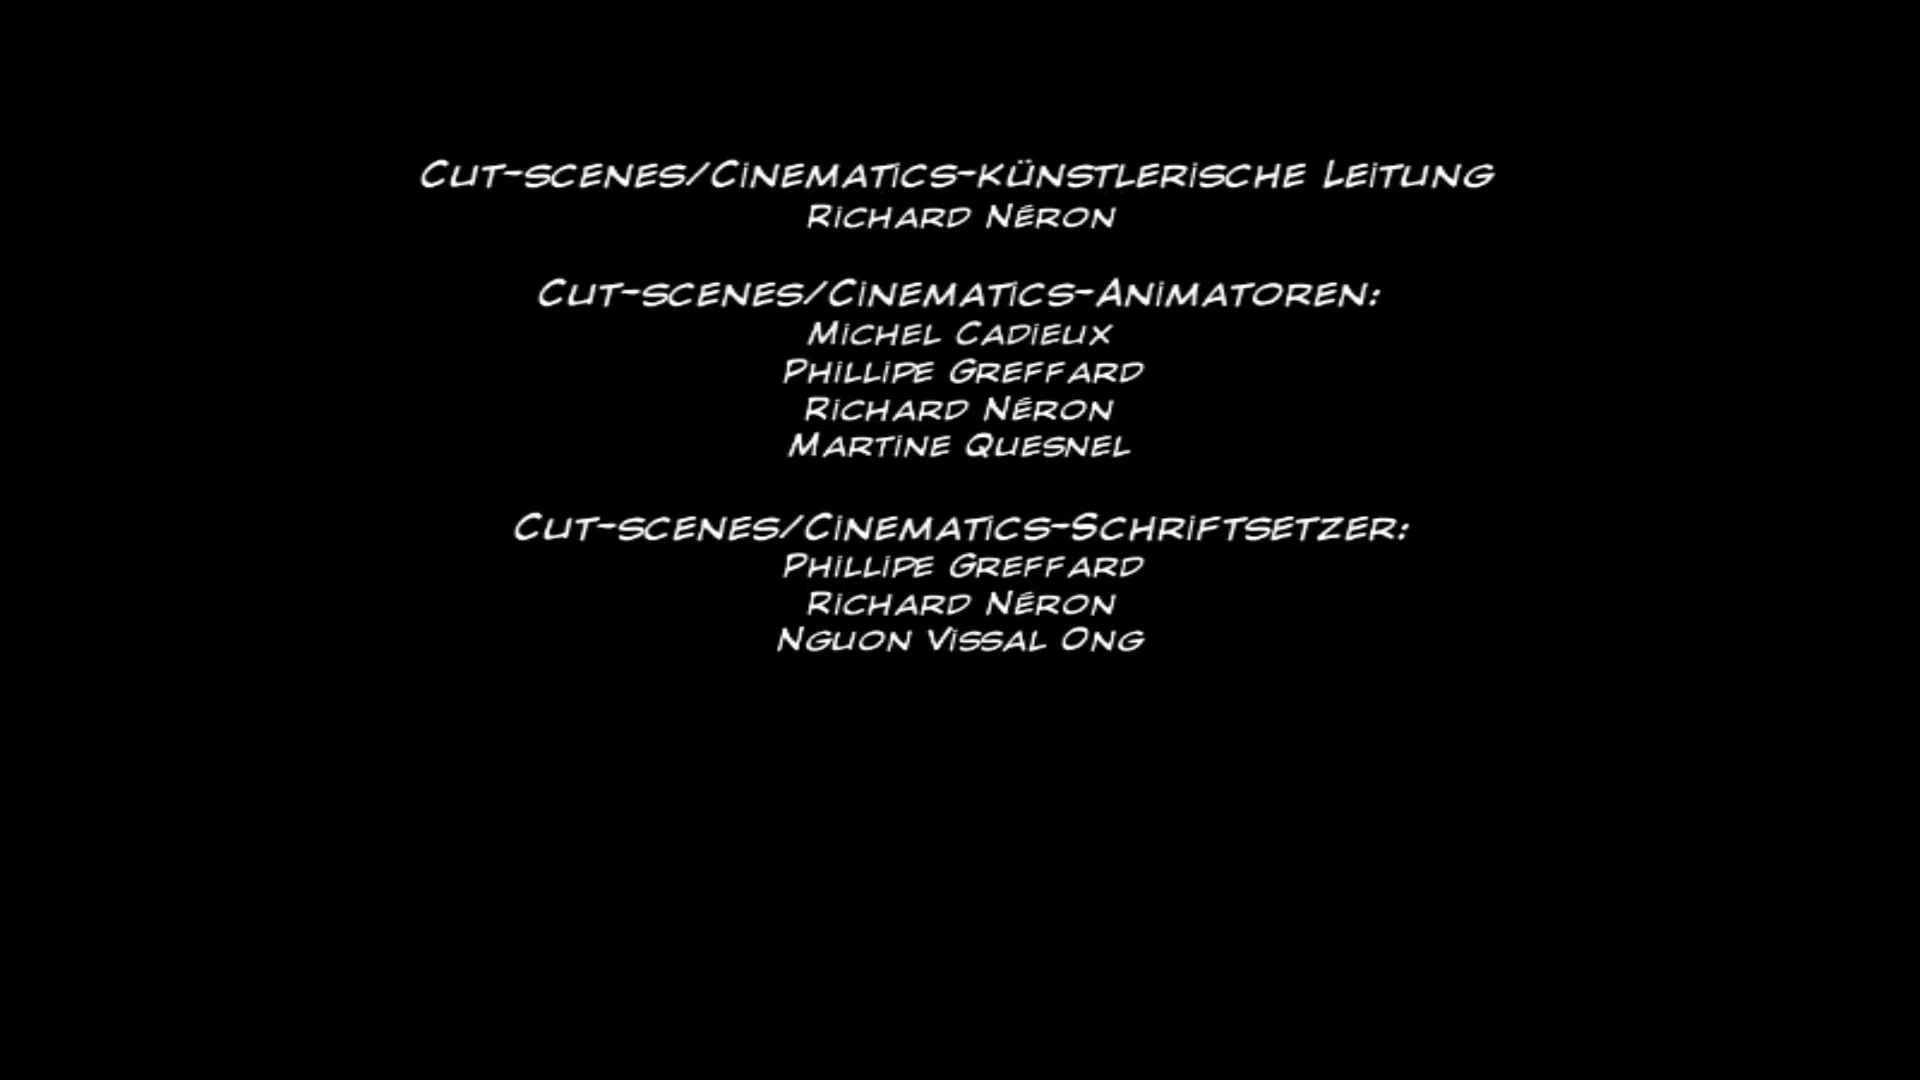 Cut-scenes/Cinematics-künstlerische Leitung
Richard Néron
Cut-scenes/Cinematics-Animatoren:
Michel Cadieux
Phillipe Greffard
Richard Néron
Martine Quesnel
Cut-scenes/Cinematics-Schriftsetzer:
Phillipe Greffard
Richard Néron
Nguon Vissal Ong